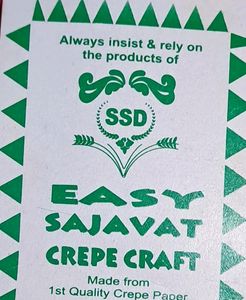 Always insist & rely on
the products of
SSD
EASY
SAJAVAT
CREPE CRAFT
Made from
1st Quality Crepe Paper